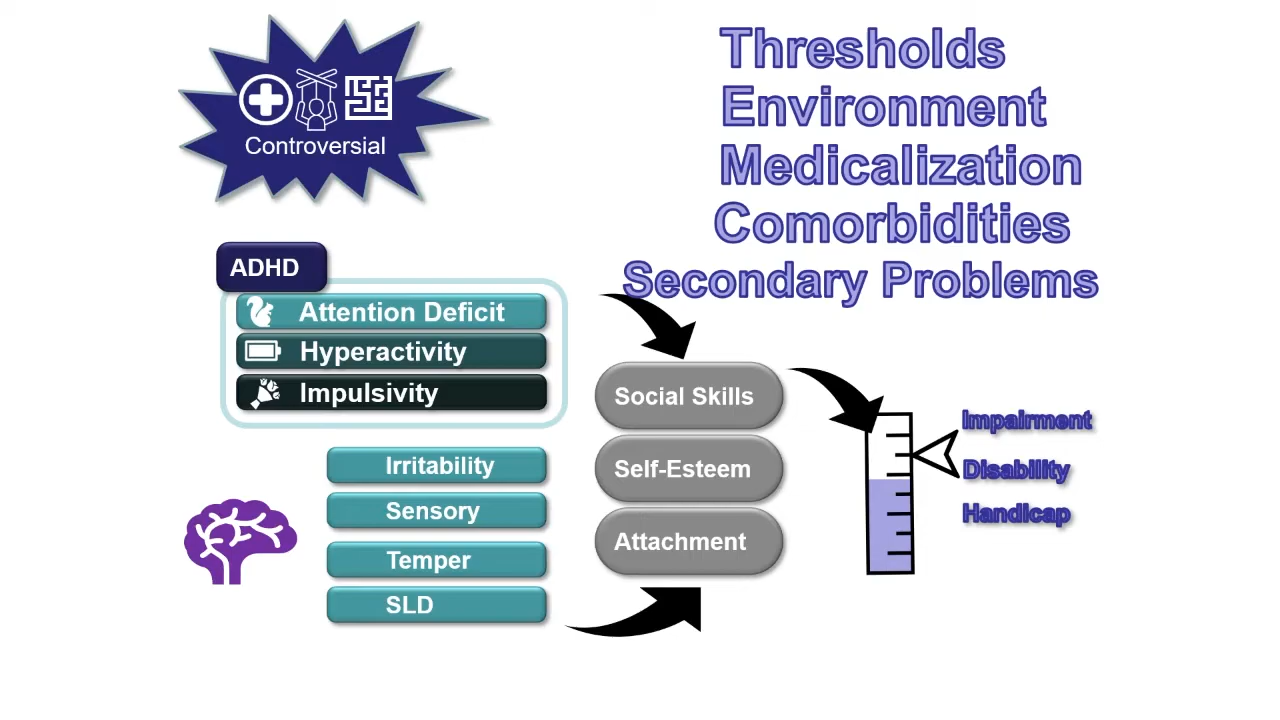 Controversial
Thresholds
Environment
Medicalization
Comorbidities
Secondary Problems
ADHD
Attention Deficit
Hyperactivity
Impulsivity
Irritability
Sensory
Temper
SLD
Social Skills
Self-Esteem
Attachment
Impairment
Disability
Handicap